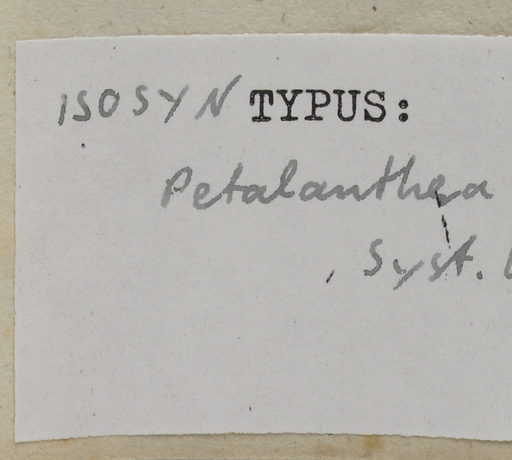 ISOSYN TYPUS:
Petalanthera
Syst.